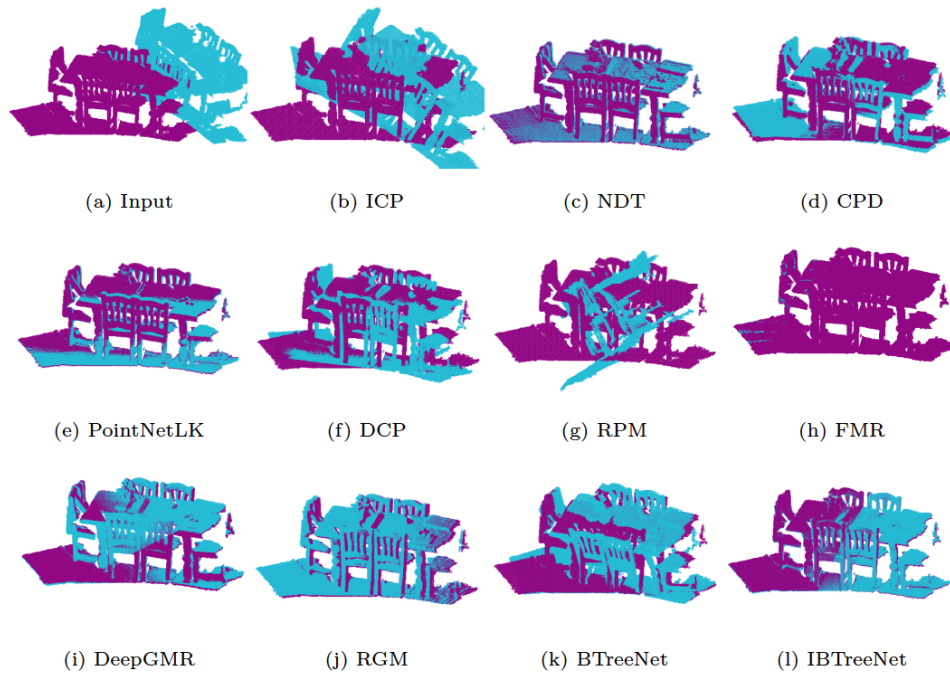 (a) Input
(b) ICP
(c) NDT
(d) CPD
(e) PointNetLK
(f) DCP
(g) RPM
(h) FMR
(i) DeepGMR
(j) RGM
(k) BTreeNet
(l) IBTreeNet